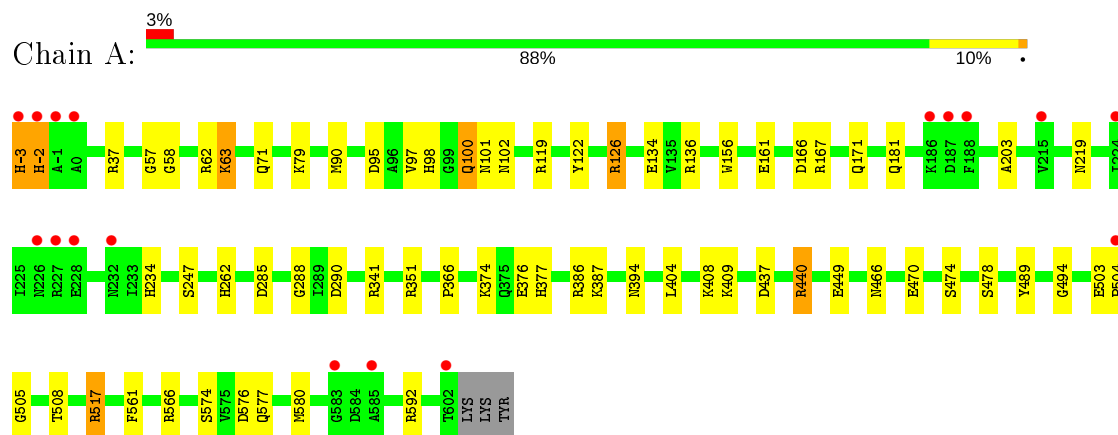 3%
Chain A:
88%
10%
•
H-3 H-2 A-1 A0 R37 G57 G58 R62 K63 Q71 K79 M90 D95 A96 V97 H98 G99 Q100 N101 N102 R119 Y122 R126 E134 V135 R136 W156 E161 D166 R167 Q171 Q181 K186 D187 F188 A203 V215 N219
I225 N226 R227 E228 N232 I233 H234 S247 H262 D285 G288 I289 D290 R341 R351 P366 K374 Q375 E376 H377 R386 K387 N394 L404 K408 K409 D437 R440 E449 N466 E470 S474 S478 Y489 G494 E503
G505 T508 R517 F561 R566 S574 V575 D576 Q577 M580 G583 D584 A585 R592 T602 LYS LYS TYR